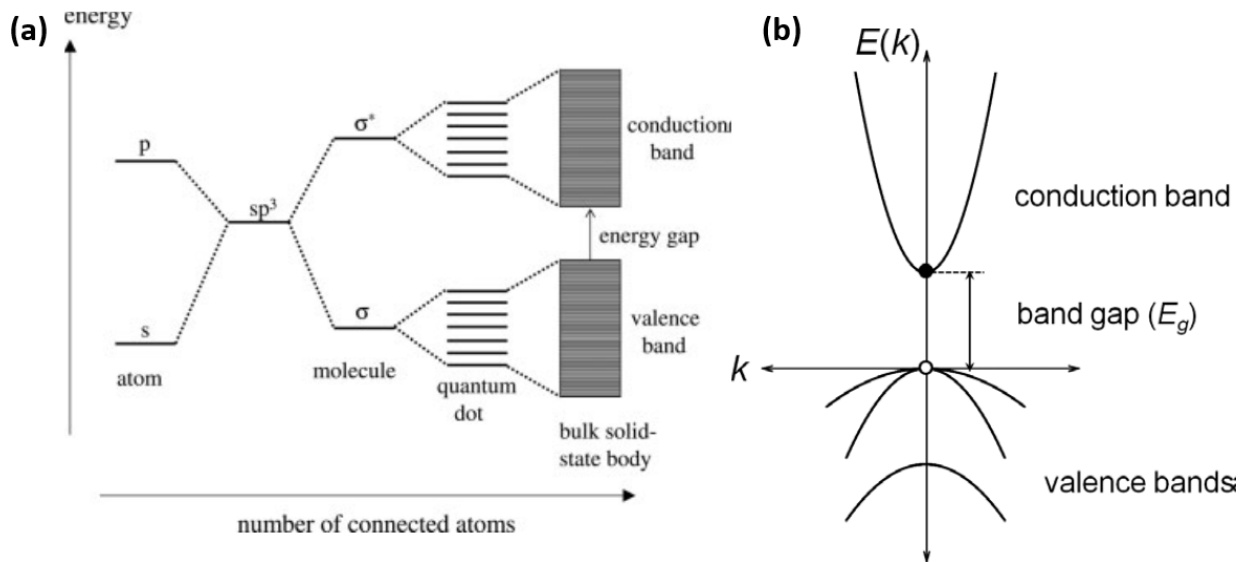 (a)
energy
p
s
atom
sp³
σ*
σ
molecule
quantum
dot
conduction
band
energy gap
valence
band
bulk solid-
state body
number of connected atoms
(b)
E(k)
conduction band
band gap (Eg)
k
valence bands